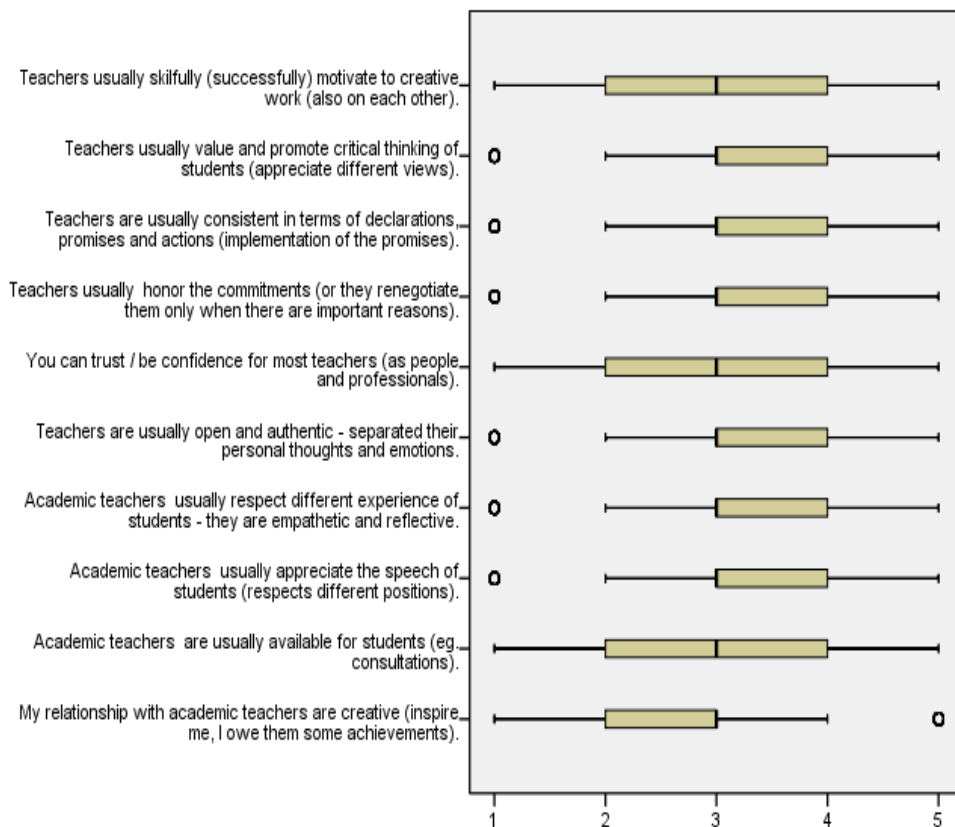 Teachers usually skilfully (successfully) motivate to creative
work (also on each other).
Teachers usually value and promote critical thinking of
students (appreciate different views).
Teachers are usually consistent in terms of declarations,
promises and actions (implementation of the promises).
Teachers usually  honor the commitments (or they renegotiate
them only when there are important reasons).
You can trust / be confidence for most teachers (as people
and professionals).
Teachers are usually open and authentic - separated their
personal thoughts and emotions.
Academic teachers  usually respect different experience of
students - they are empathetic and reflective.
Academic teachers  usually appreciate the speech of
students (respects different positions).
Academic teachers  are usually available for students (eg.
consultations).
My relationship with academic teachers are creative (inspire
me, I owe them some achievements).
1 2 3 4 5